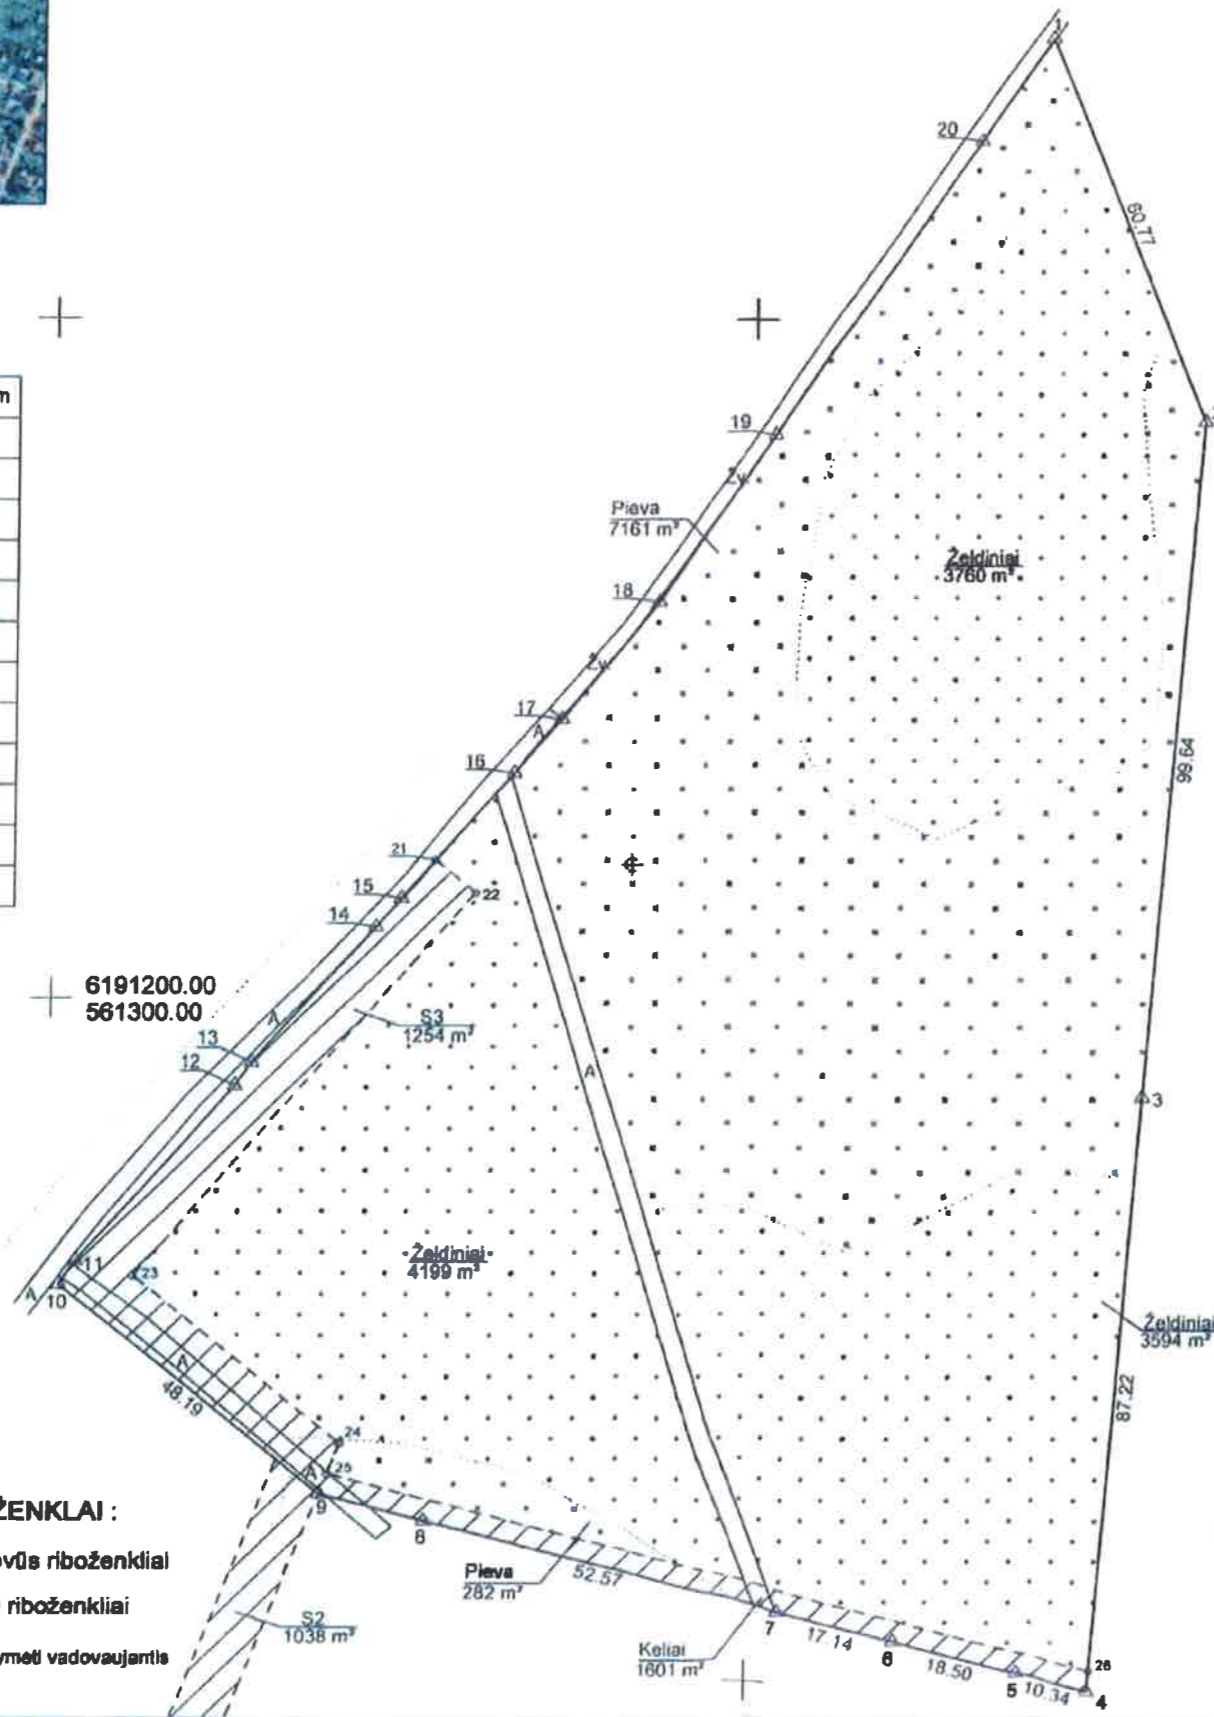 1
20
60.77
m
19
Žv
Pieva
7161 m²
Želdiniai
3760 m²
18
Žv
17
A
16
99.64
21
15
22
14
6191200.00
561300.00
A
S3
1254 m²
13
12
A
3
11
23
Želdiniai
4199 m²
A
10
Želdiniai
3594 m²
A
48.19
87.22
24
A
25
9
8
ŽENKLAI :
riboženkliai
Pieva
282 m²
52.57
riboženkliai
S2
1038 m²
7
17.14
Keliai
1601 m²
6
18.50
26
vadovaujantis
5
10.34
4